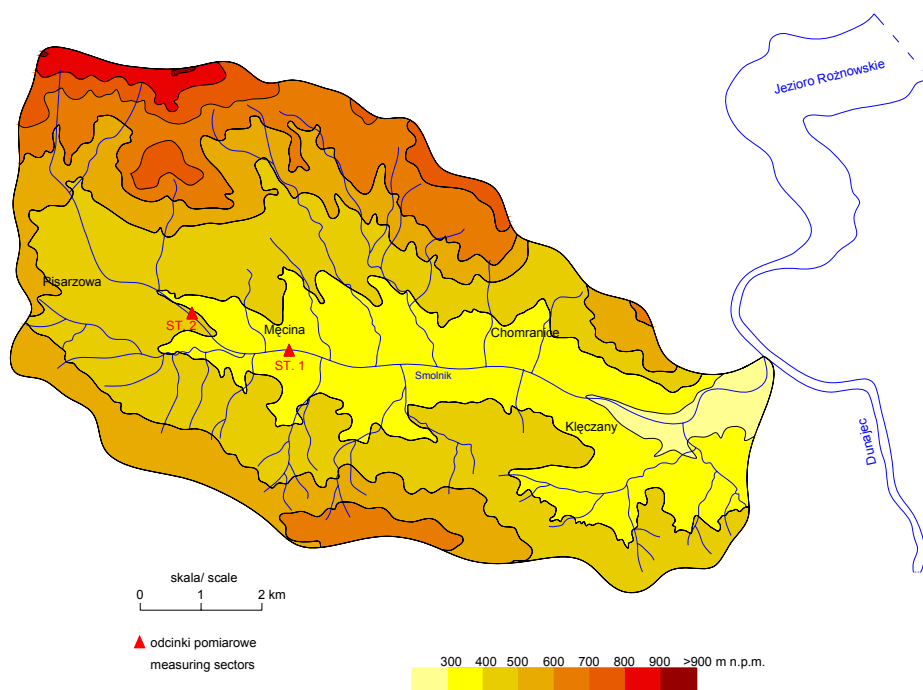 Jezioro Rożnowskie
Pisarzowa
ST. 2
Męcina
Chomranice
ST. 1
Smolnik
Klęczany
Dunajec
skala/ scale
0 1 2 km
odcinki pomiarowe
measuring sectors
300 400 500 600 700 800 900 >900 m n.p.m.